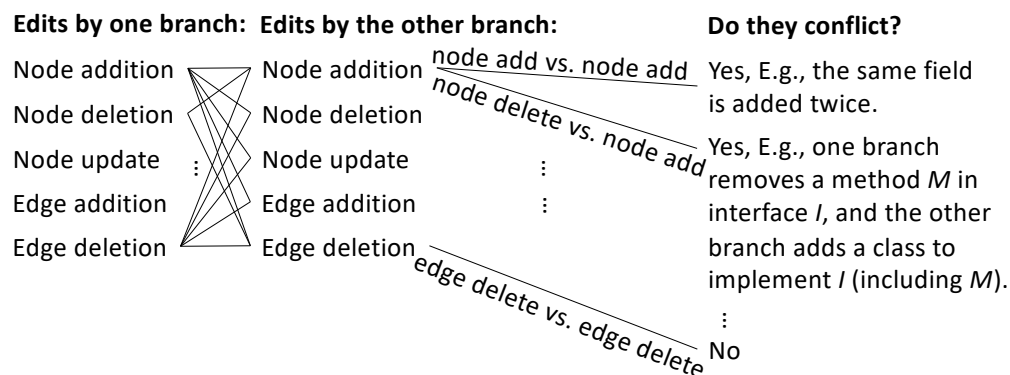 Edits by one branch: Edits by the other branch: Do they conflict?
Node addition
Node deletion
Node update
⋮
Edge addition
Edge deletion
Node addition
Node deletion
Node update
Edge addition
Edge deletion
node add vs. node add
node delete vs. node add
⋮
⋮
edge delete vs. edge delete
Yes, E.g., the same field
is added twice.
Yes, E.g., one branch
removes a method M in
interface I, and the other
branch adds a class to
implement I (including M).
⋮
No